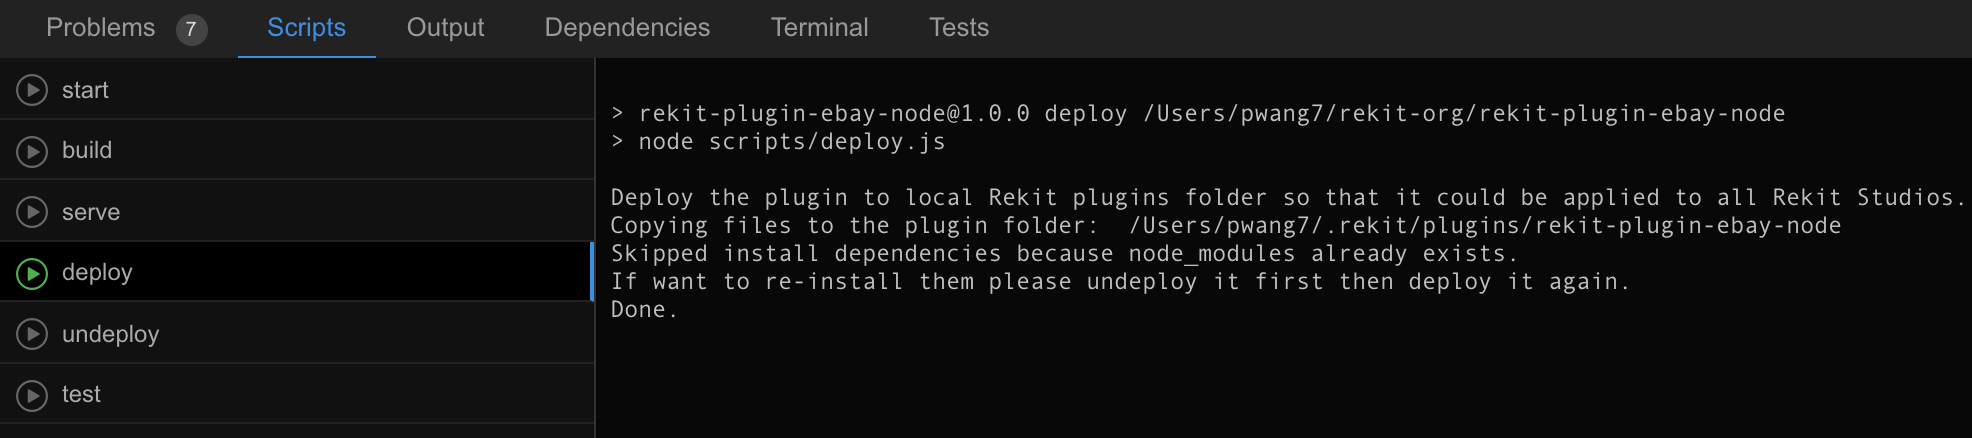 Problems 7 Scripts Output Dependencies Terminal Tests
start
build
serve
deploy
undeploy
test
> rekit-plugin-ebay-node@1.0.0 deploy /Users/pwang7/rekit-org/rekit-plugin-ebay-node
> node scripts/deploy.js
Deploy the plugin to local Rekit plugins folder so that it could be applied to all Rekit Studios.
Copying files to the plugin folder:  /Users/pwang7/.rekit/plugins/rekit-plugin-ebay-node
Skipped install dependencies because node_modules already exists.
If want to re-install them please undeploy it first then deploy it again.
Done.